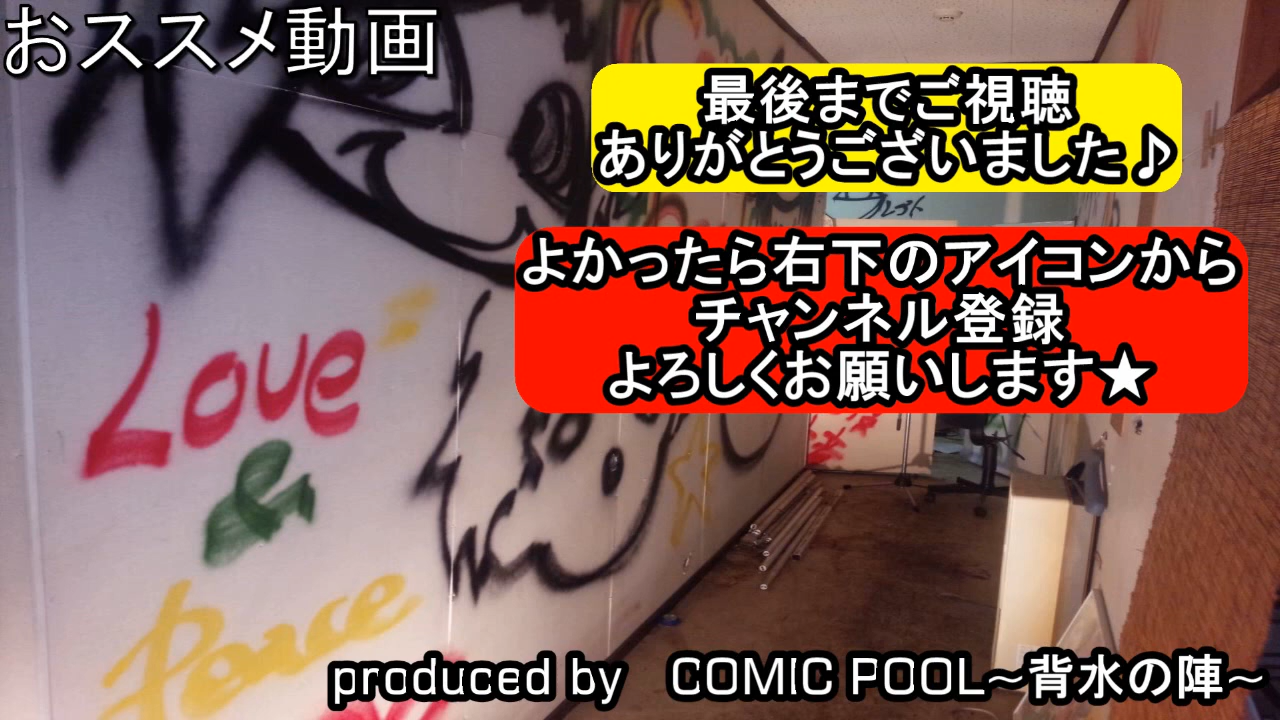 おススメ動画
最後までご視聴
ありがとうございました♪
よかったら右下のアイコンから
チャンネル登録
よろしくお願いします★
Love
&
Peace
produced by COMIC POOL~背水の陣~